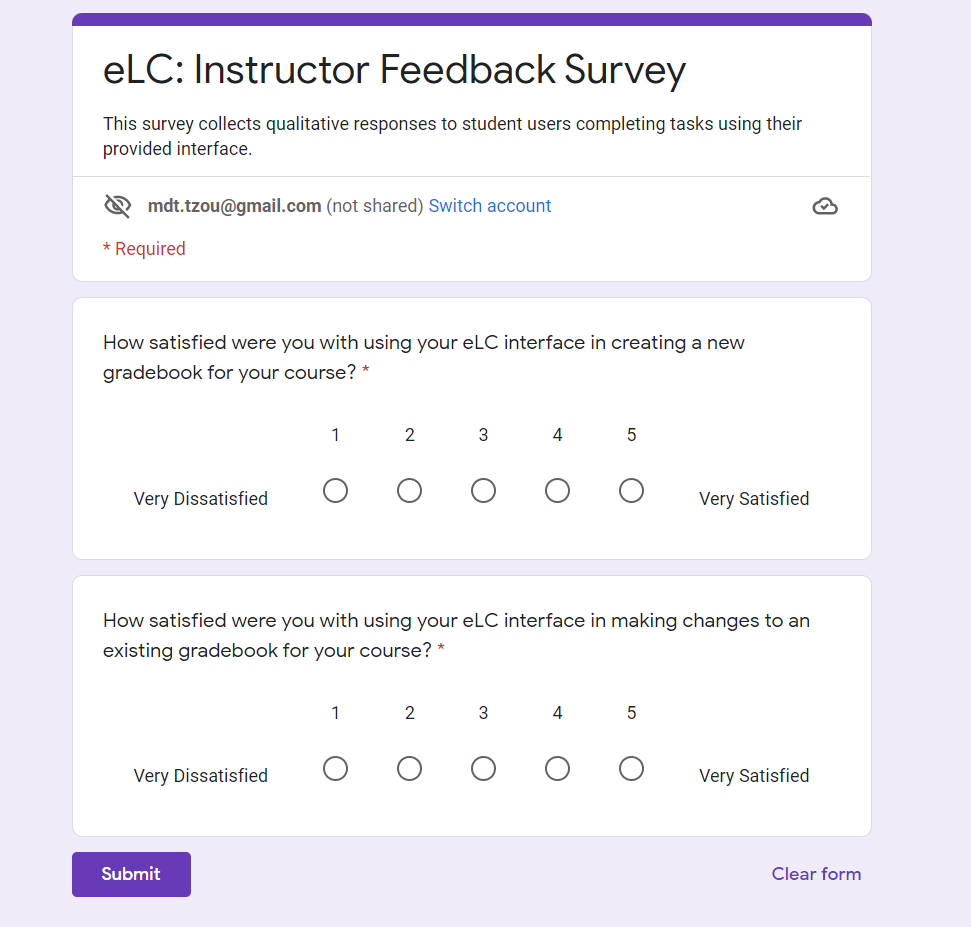 eLC: Instructor Feedback Survey
This survey collects qualitative responses to student users completing tasks using their
provided interface.
mdt.tzou@gmail.com (not shared) Switch account
* Required
How satisfied were you with using your eLC interface in creating a new
gradebook for your course? *
1 2 3 4 5
Very Dissatisfied Very Satisfied
How satisfied were you with using your eLC interface in making changes to an
existing gradebook for your course? *
1 2 3 4 5
Very Dissatisfied Very Satisfied
Submit Clear form